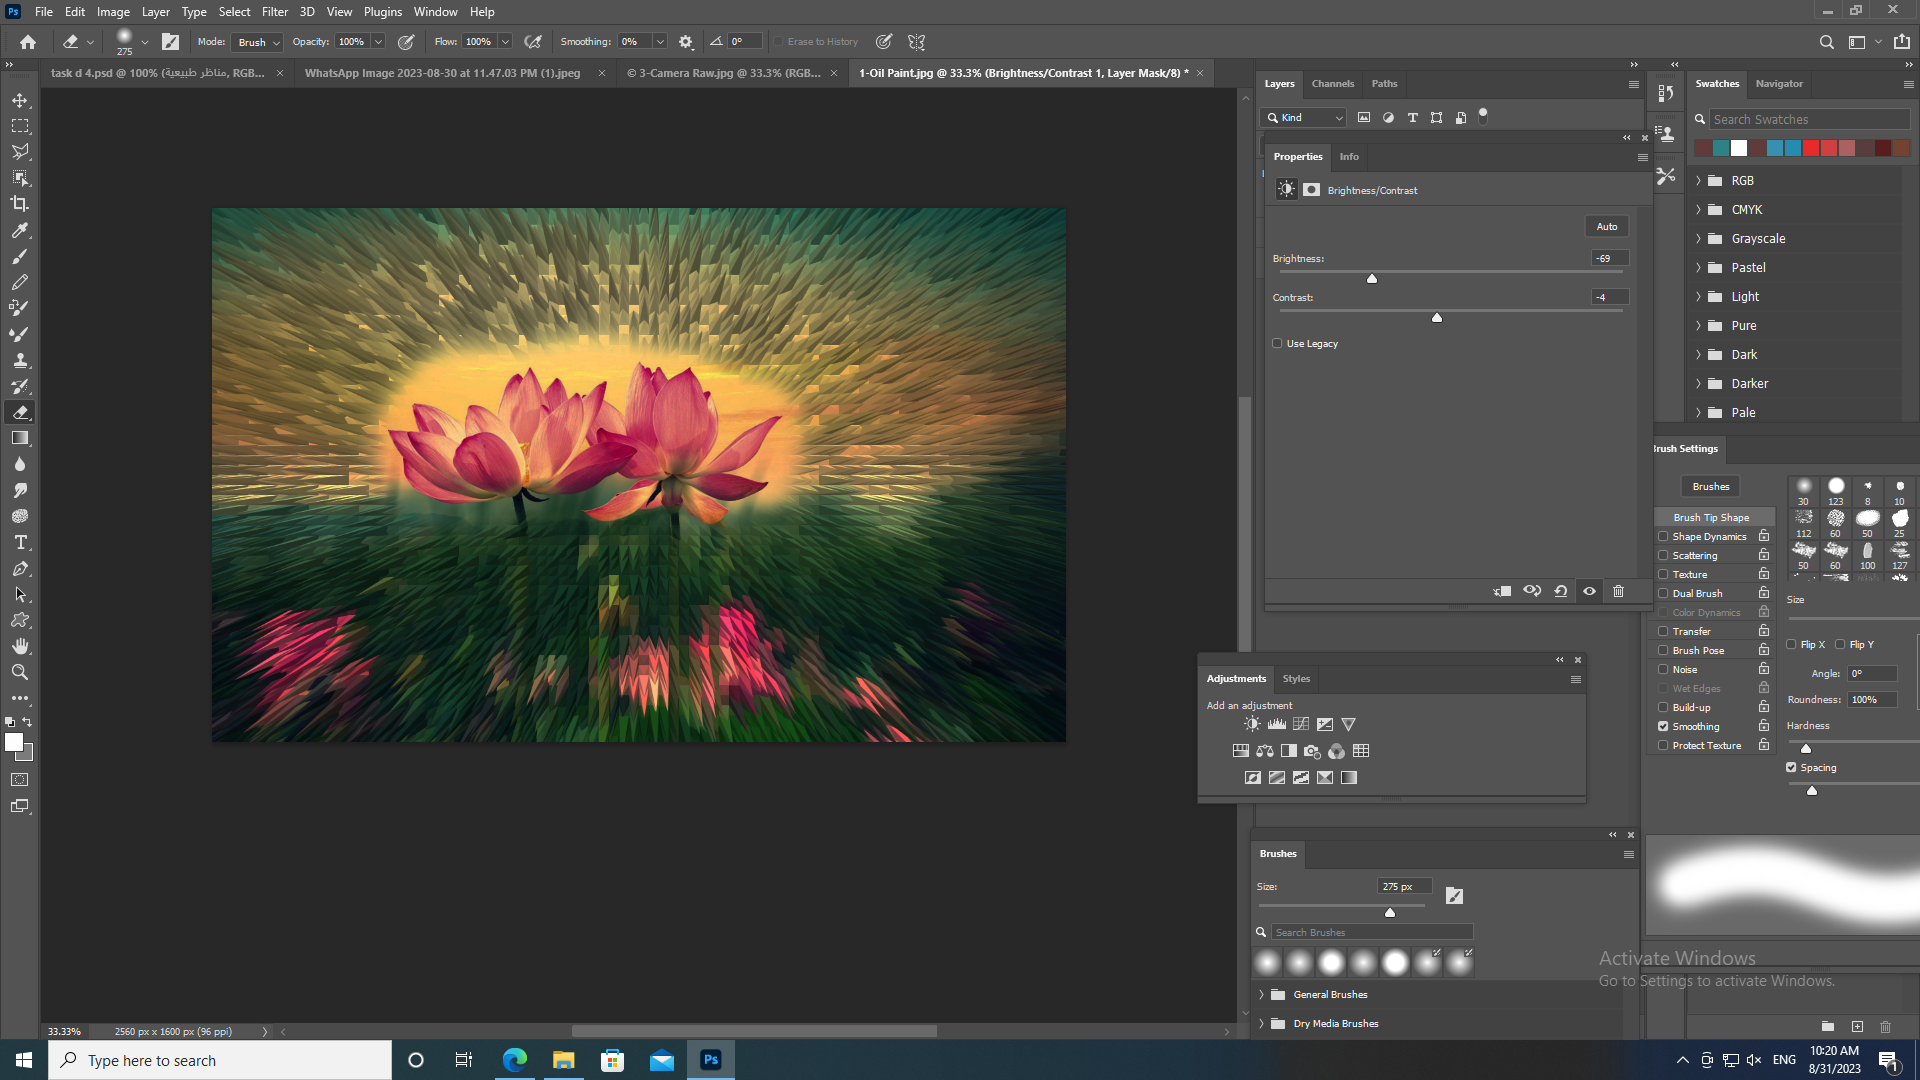 Ps File Edit Image Layer Type Select Filter 3D View Plugins Window Help
275 Mode: Brush Opacity: 100% Flow: 100% Smoothing: 0% 0° Erase to History
task d 4.psd @ 100% (مناظر طبيعية, RGB... WhatsApp Image 2023-08-30 at 11.47.03 PM (1).jpeg © 3-Camera Raw.jpg @ 33.3% (RGB... 1-Oil Paint.jpg @ 33.3% (Brightness/Contrast 1, Layer Mask/8) *
Layers Channels Paths
Kind
Properties Info
Brightness/Contrast
Auto
Brightness: -69
Contrast: -4
Use Legacy
Swatches Navigator
Search Swatches
RGB
CMYK
Grayscale
Pastel
Light
Pure
Dark
Darker
Pale
Brush Settings
Brushes
30 123 8 10
112 60 50 25
50 60 100 127
Brush Tip Shape
Shape Dynamics
Scattering
Texture
Dual Brush
Color Dynamics
Transfer
Brush Pose
Noise
Wet Edges
Build-up
Smoothing
Protect Texture
Size
Flip X Flip Y
Angle: 0°
Roundness: 100%
Hardness
Spacing
Adjustments Styles
Add an adjustment
Brushes
Size: 275 px
Search Brushes
General Brushes
Dry Media Brushes
Activate Windows
Go to Settings to activate Windows.
33.33% 2560 px x 1600 px (96 ppi)
Type here to search
Ps
ENG
10:20 AM
8/31/2023
1